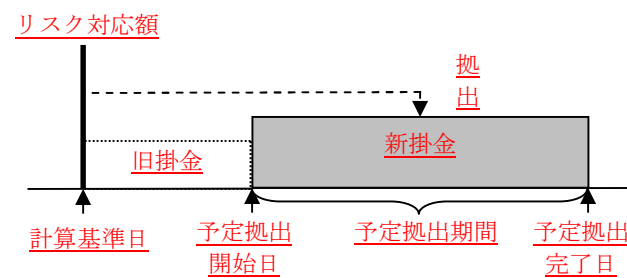 リスク対応額
拠
出
新掛金
旧掛金
計算基準日
予定拠出
開始日
予定拠出期間
予定拠出
完了日